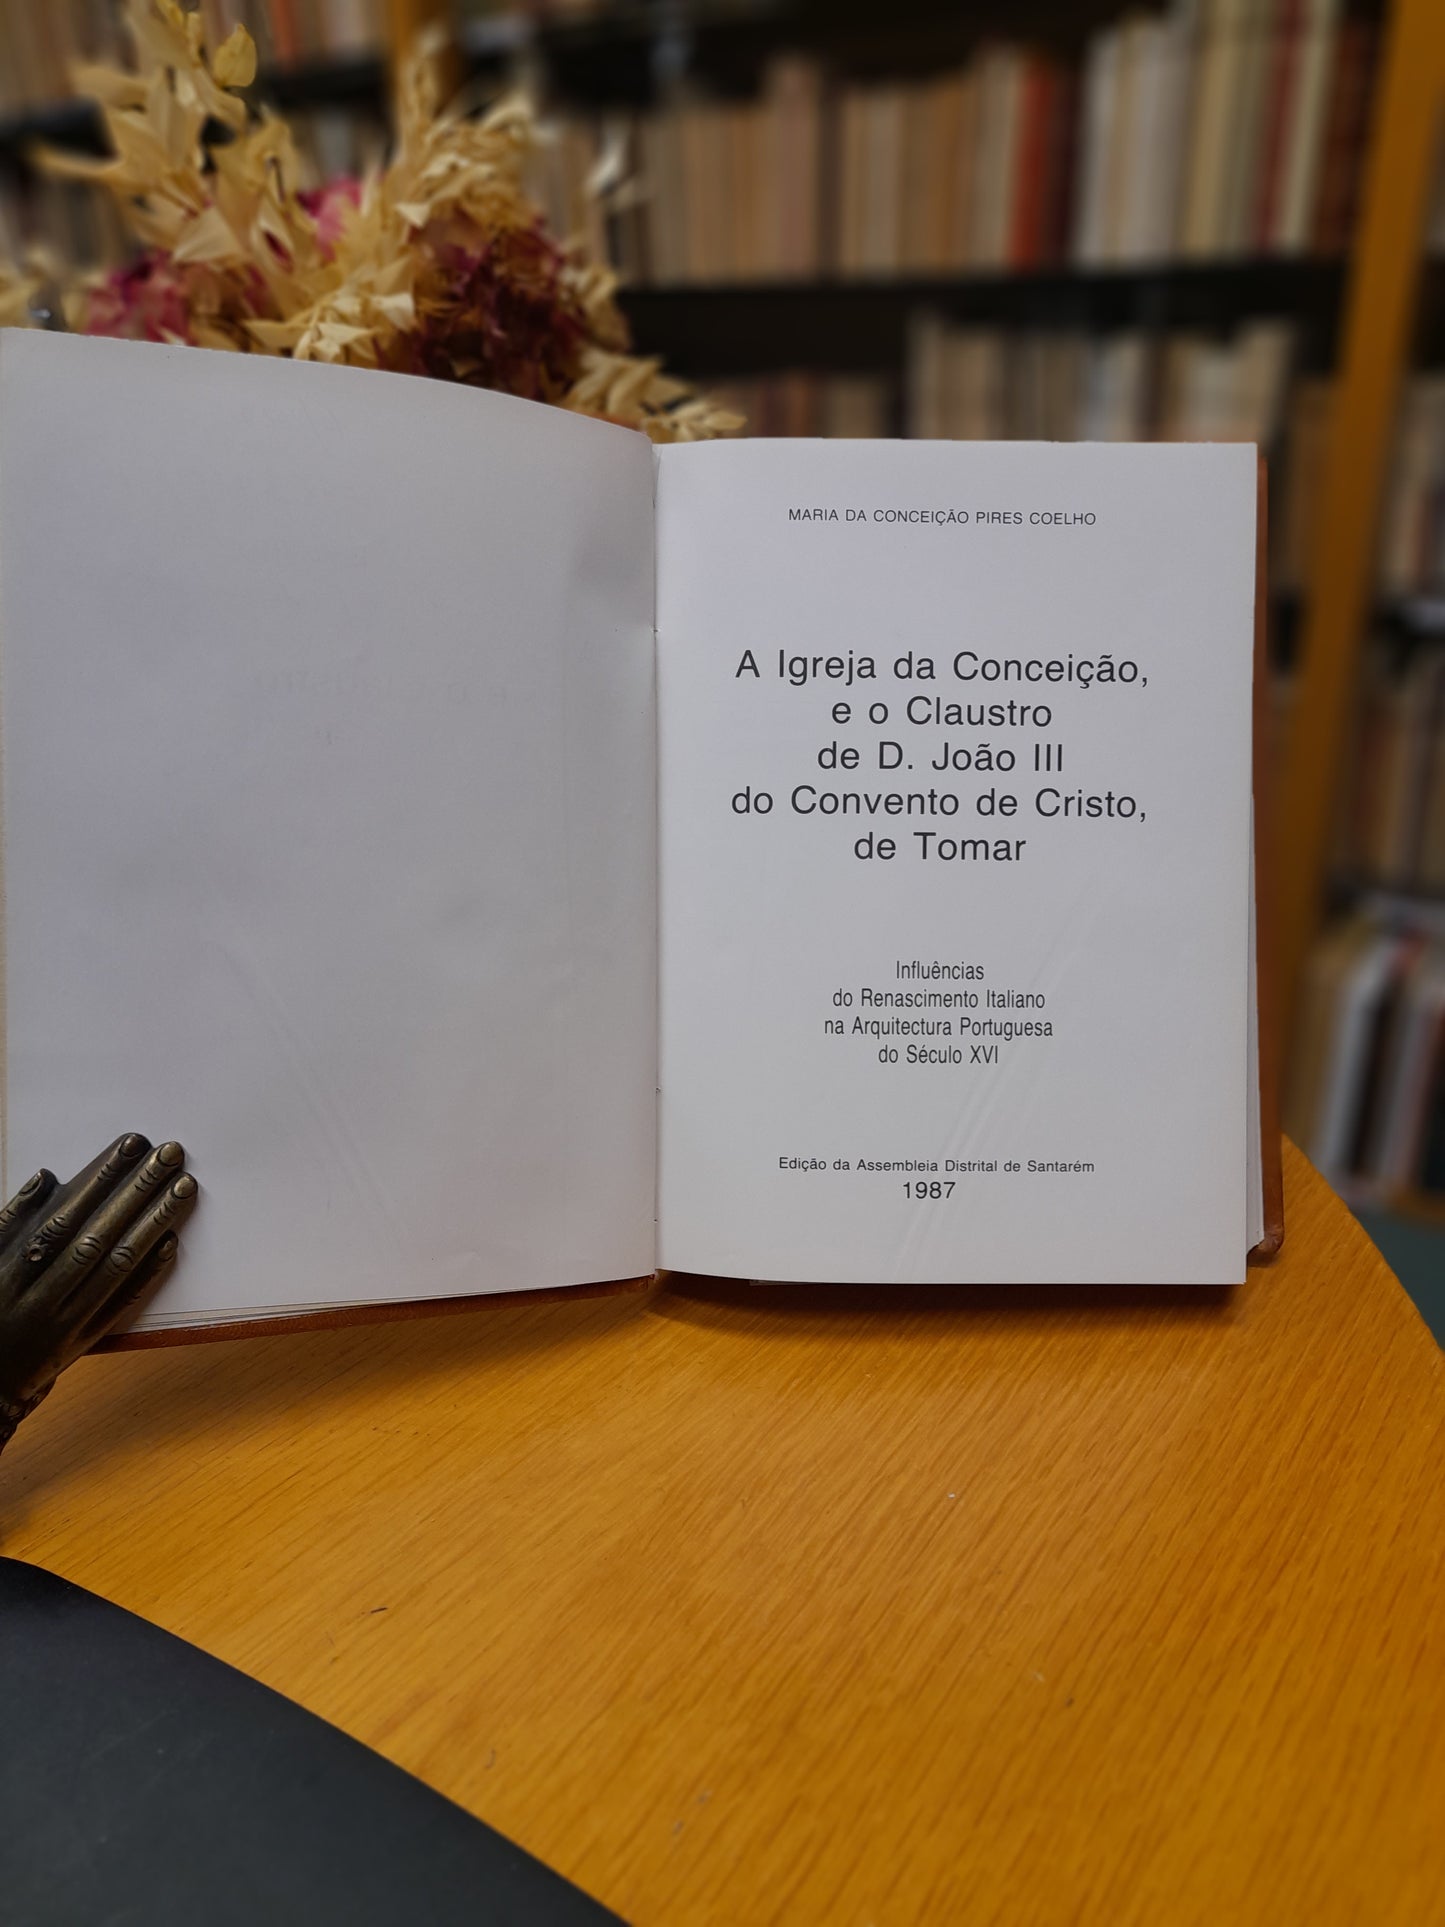 MARIA DA CONCEIÇÃO PIRES COELHO
A Igreja da Conceição,
e o Claustro
de D. João III
do Convento de Cristo,
de Tomar
Influências
do Renascimento Italiano
na Arquitectura Portuguesa
do Século XVI
Edição da Assembleia Distrital de Santarém
1987